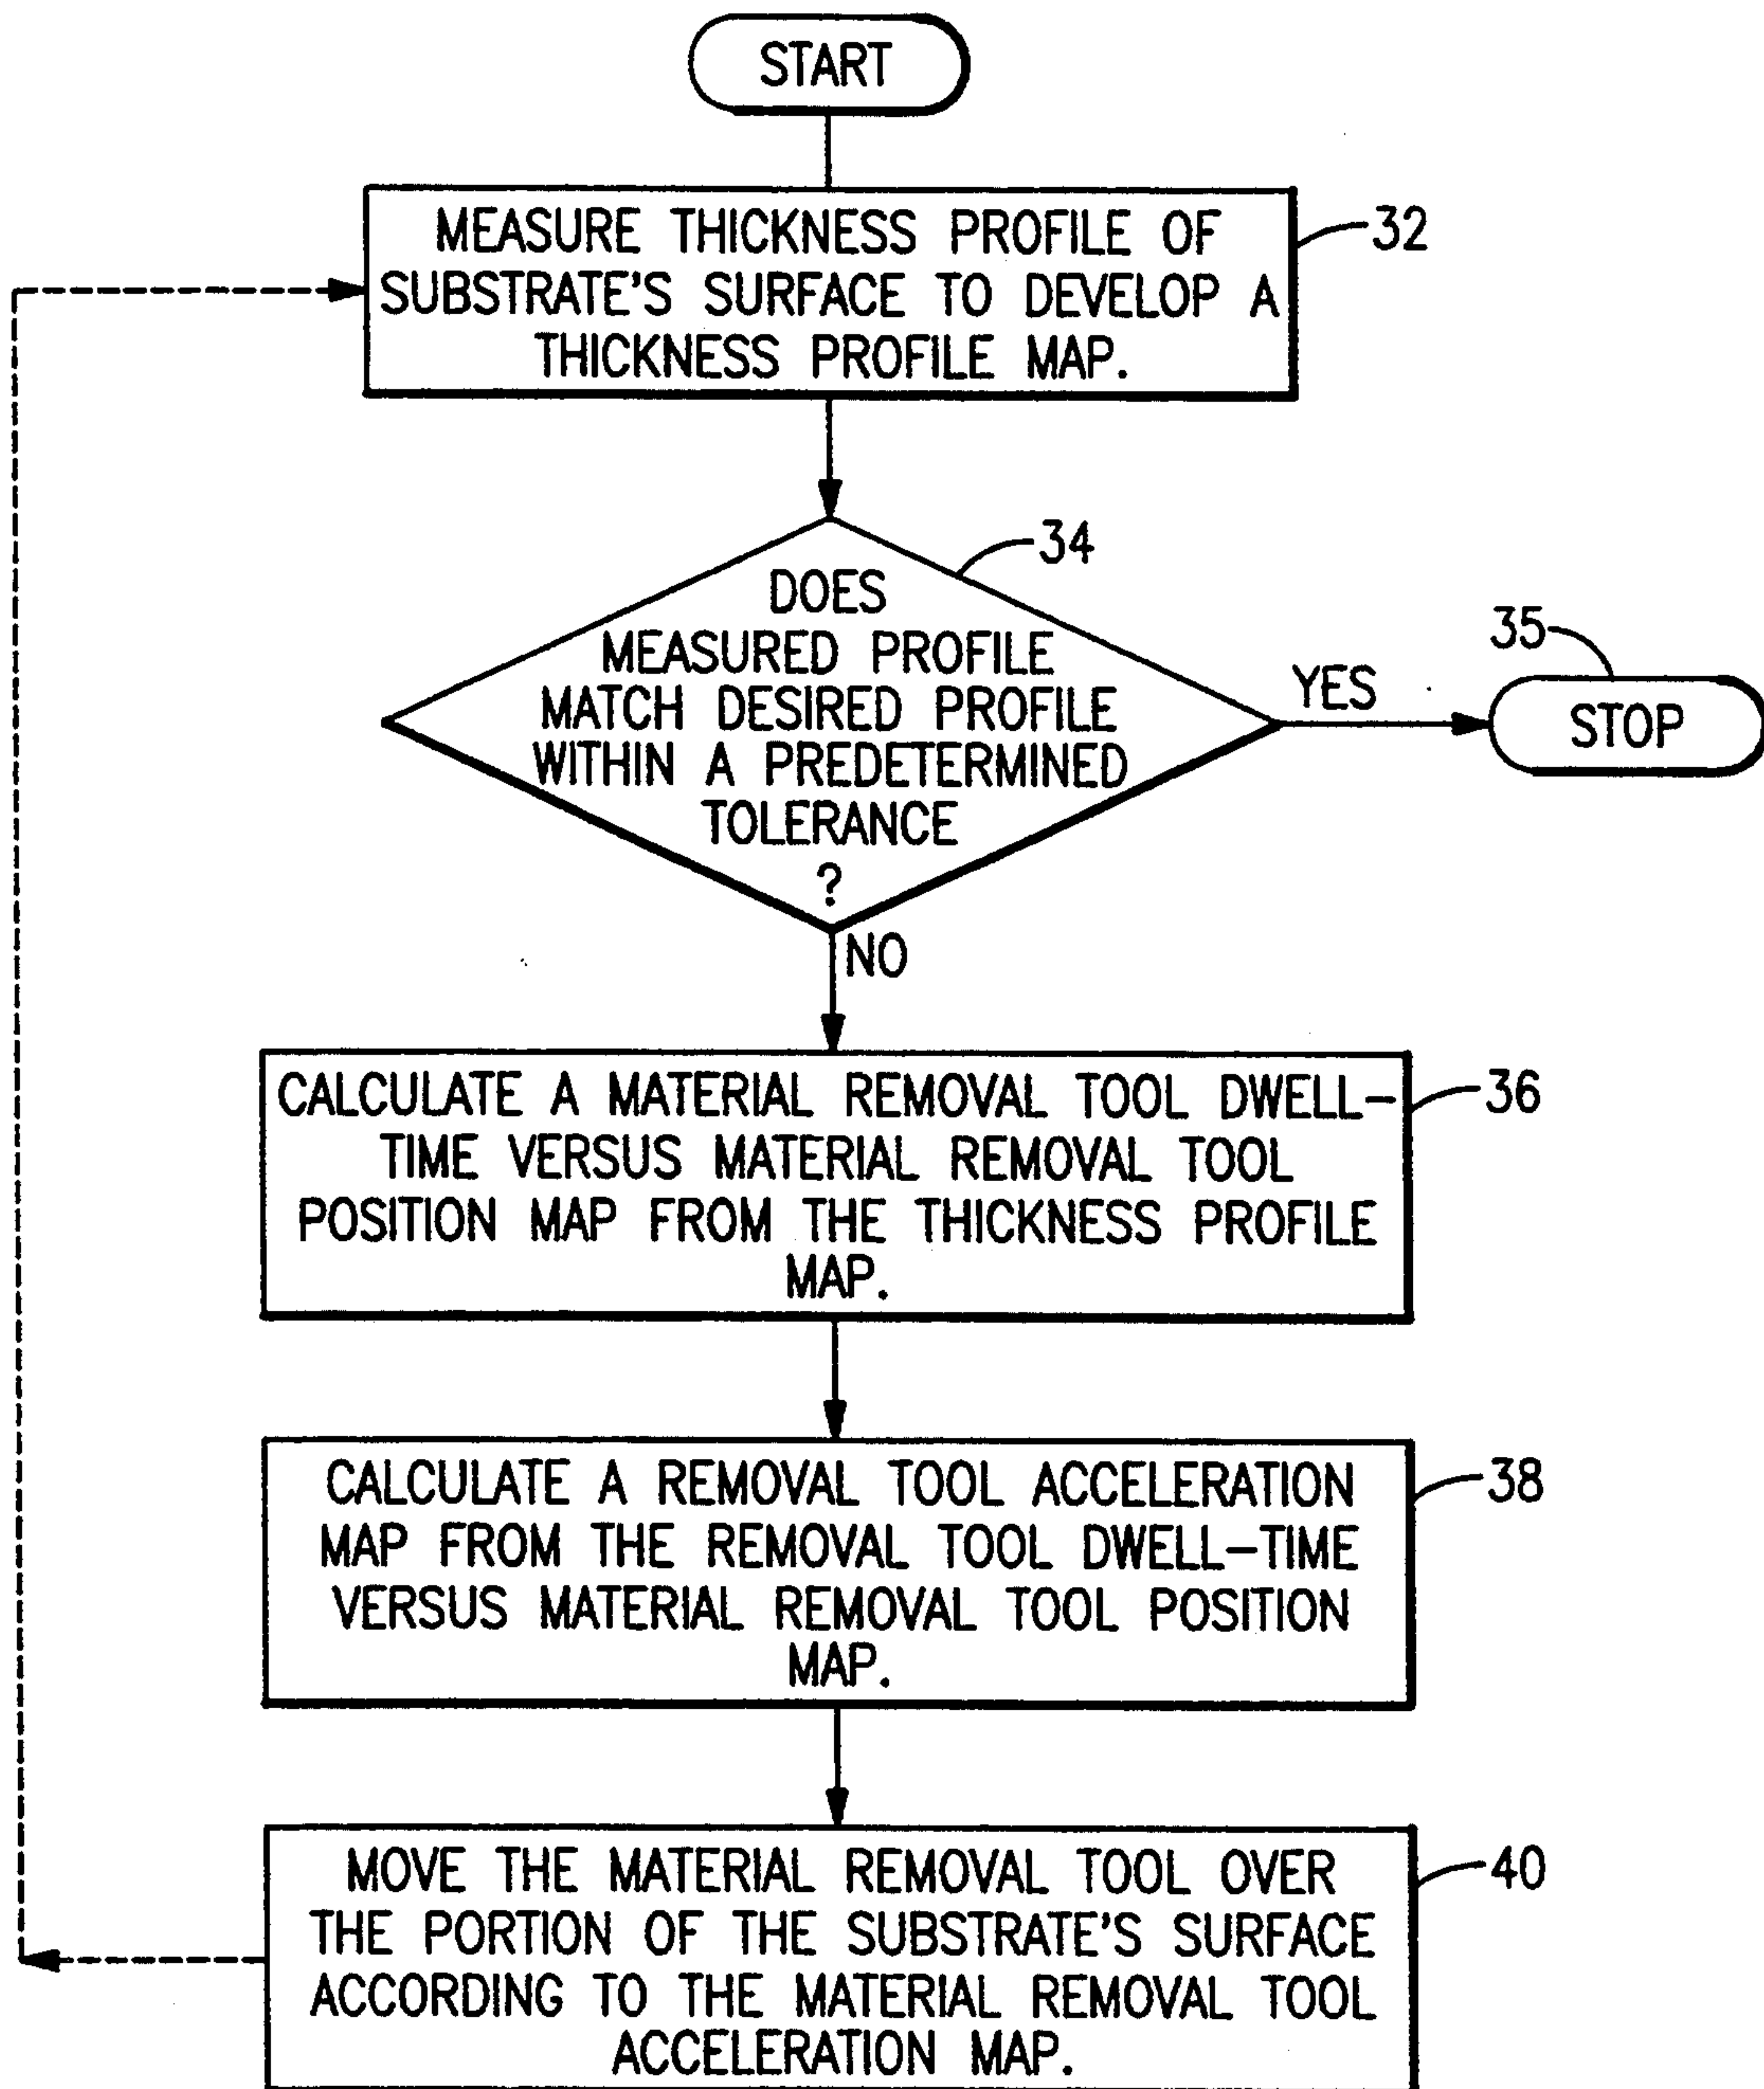 START
MEASURE THICKNESS PROFILE OF
SUBSTRATE'S SURFACE TO DEVELOP A
THICKNESS PROFILE MAP.
32
34
DOES
MEASURED PROFILE
MATCH DESIRED PROFILE
WITHIN A PREDETERMINED
TOLERANCE
?
YES
35
STOP
NO
CALCULATE A MATERIAL REMOVAL TOOL DWELL-
TIME VERSUS MATERIAL REMOVAL TOOL
POSITION MAP FROM THE THICKNESS PROFILE
MAP.
36
CALCULATE A REMOVAL TOOL ACCELERATION
MAP FROM THE REMOVAL TOOL DWELL-TIME
VERSUS MATERIAL REMOVAL TOOL POSITION
MAP.
38
MOVE THE MATERIAL REMOVAL TOOL OVER
THE PORTION OF THE SUBSTRATE'S SURFACE
ACCORDING TO THE MATERIAL REMOVAL TOOL
ACCELERATION MAP.
40